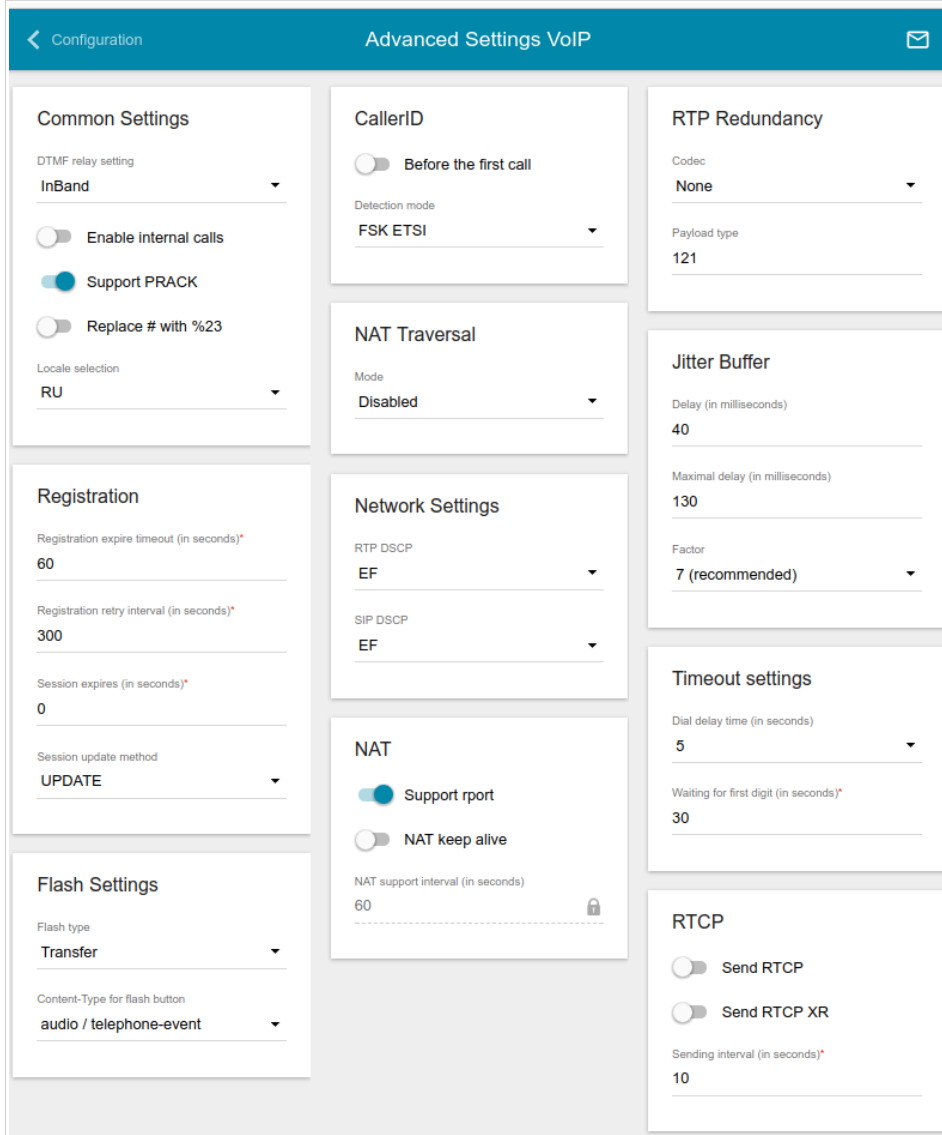 Configuration
Advanced Settings VoIP
Common Settings
DTMF relay setting
InBand
Enable internal calls
Support PRACK
Replace # with %23
Locale selection
RU
Registration
Registration expire timeout (in seconds)*
60
Registration retry interval (in seconds)*
300
Session expires (in seconds)*
0
Session update method
UPDATE
Flash Settings
Flash type
Transfer
Content-Type for flash button
audio / telephone-event
CallerID
Before the first call
Detection mode
FSK ETSI
NAT Traversal
Mode
Disabled
Network Settings
RTP DSCP
EF
SIP DSCP
EF
NAT
Support rport
NAT keep alive
NAT support interval (in seconds)
60
RTP Redundancy
Codec
None
Payload type
121
Jitter Buffer
Delay (in milliseconds)
40
Maximal delay (in milliseconds)
130
Factor
7 (recommended)
Timeout settings
Dial delay time (in seconds)
5
Waiting for first digit (in seconds)*
30
RTCP
Send RTCP
Send RTCP XR
Sending interval (in seconds)*
10